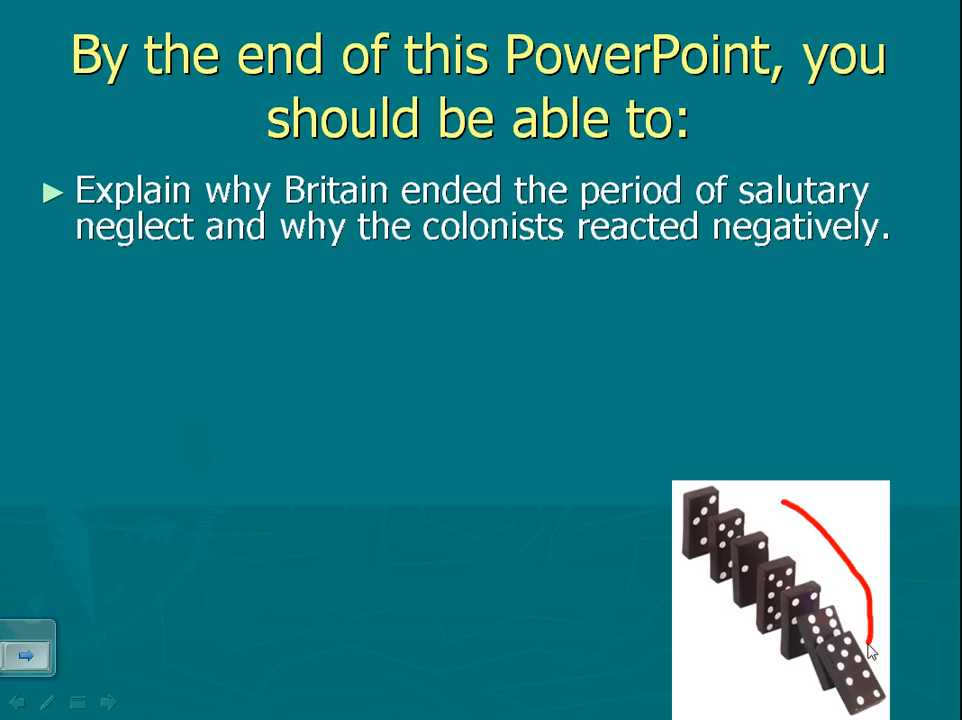 By the end of this PowerPoint, you
should be able to:
Explain why Britain ended the period of salutary
neglect and why the colonists reacted negatively.